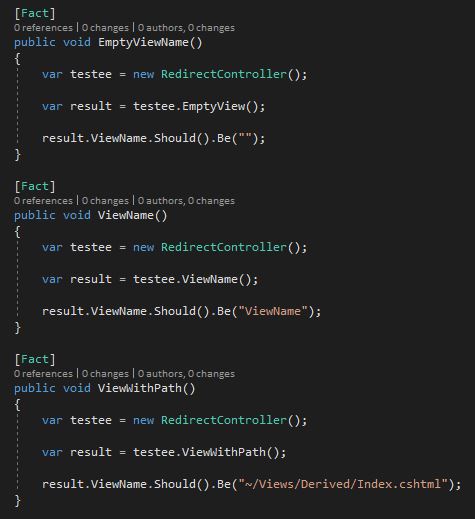 [Fact]
0 references | 0 changes | 0 authors, 0 changes
public void EmptyViewName()
{
    var testee = new RedirectController();

    var result = testee.EmptyView();

    result.ViewName.Should().Be("");
}

[Fact]
0 references | 0 changes | 0 authors, 0 changes
public void ViewName()
{
    var testee = new RedirectController();

    var result = testee.ViewName();

    result.ViewName.Should().Be("ViewName");
}

[Fact]
0 references | 0 changes | 0 authors, 0 changes
public void ViewWithPath()
{
    var testee = new RedirectController();

    var result = testee.ViewWithPath();

    result.ViewName.Should().Be("~/Views/Derived/Index.cshtml");
}